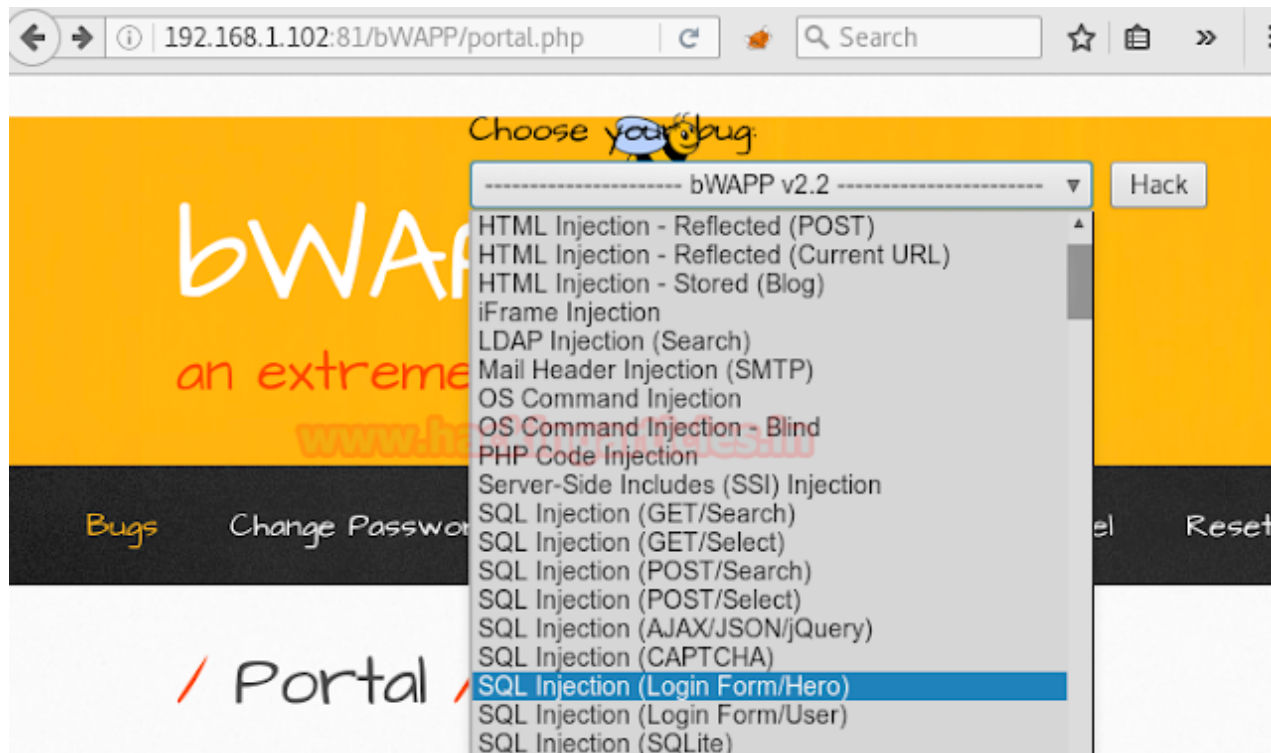 192.168.1.102:81/bWAPP/portal.php
Search
Choose your bug:
---------------------- bWAPP v2.2 ----------------------- Hack
HTML Injection - Reflected (POST)
HTML Injection - Reflected (Current URL)
HTML Injection - Stored (Blog)
iFrame Injection
LDAP Injection (Search)
Mail Header Injection (SMTP)
OS Command Injection
OS Command Injection - Blind
PHP Code Injection
Server-Side Includes (SSI) Injection
SQL Injection (GET/Search)
SQL Injection (GET/Select)
SQL Injection (POST/Search)
SQL Injection (POST/Select)
SQL Injection (AJAX/JSON/jQuery)
SQL Injection (CAPTCHA)
SQL Injection (Login Form/Hero)
SQL Injection (Login Form/User)
SQL Injection (SQLite)
an extreme
www.hackingarticles.in
Bugs Change Reset
/ Portal /